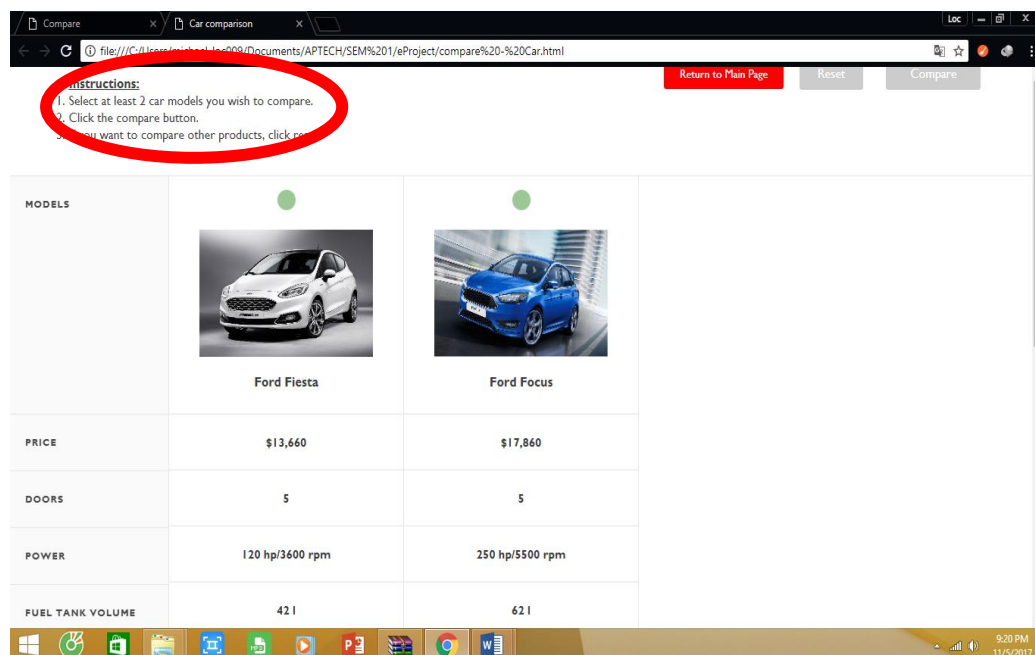 Compare
Car comparison
Loc
file:///C:/Users/michael_loc009/Documents/APTECH/SEM%201/eProject/compare%20-%20Car.html
Instructions:
1. Select at least 2 car models you wish to compare.
2. Click the compare button.
you want to compare other products, click
Return to Main Page
Reset
Compare
MODELS
Ford Fiesta
Ford Focus
PRICE
$13,660
$17,860
DOORS
5
5
POWER
120 hp/3600 rpm
250 hp/5500 rpm
FUEL TANK VOLUME
42 l
62 l
9:20 PM
11/5/2017